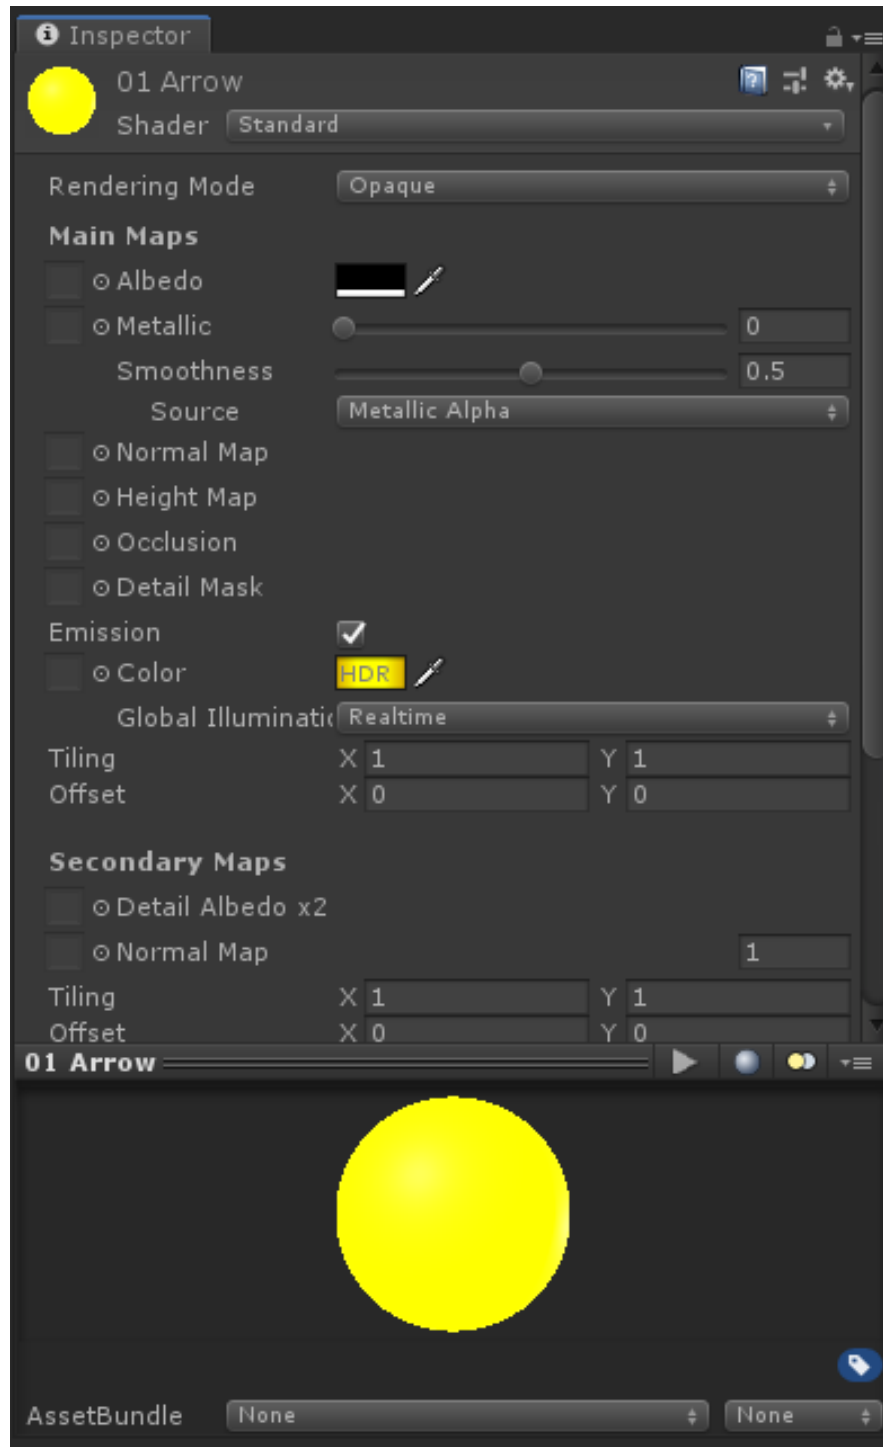 Inspector
01 Arrow
Shader Standard
Rendering Mode Opaque
Main Maps
Albedo
Metallic 0
Smoothness 0.5
Source Metallic Alpha
Normal Map
Height Map
Occlusion
Detail Mask
Emission
Color HDR
Global Illuminatic Realtime
Tiling X 1 Y 1
Offset X 0 Y 0
Secondary Maps
Detail Albedo x2
Normal Map 1
Tiling X 1 Y 1
Offset X 0 Y 0
01 Arrow
AssetBundle None None